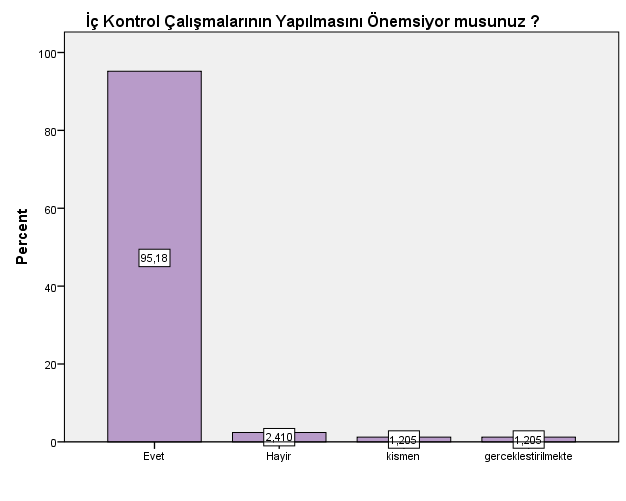 İç Kontrol Çalışmalarının Yapılmasını Önemsiyor musunuz ?
100
80
60
40
20
0
Percent
95,18
2,410
1,205
1,205
Evet
Hayir
kismen
gerceklestirilmekte